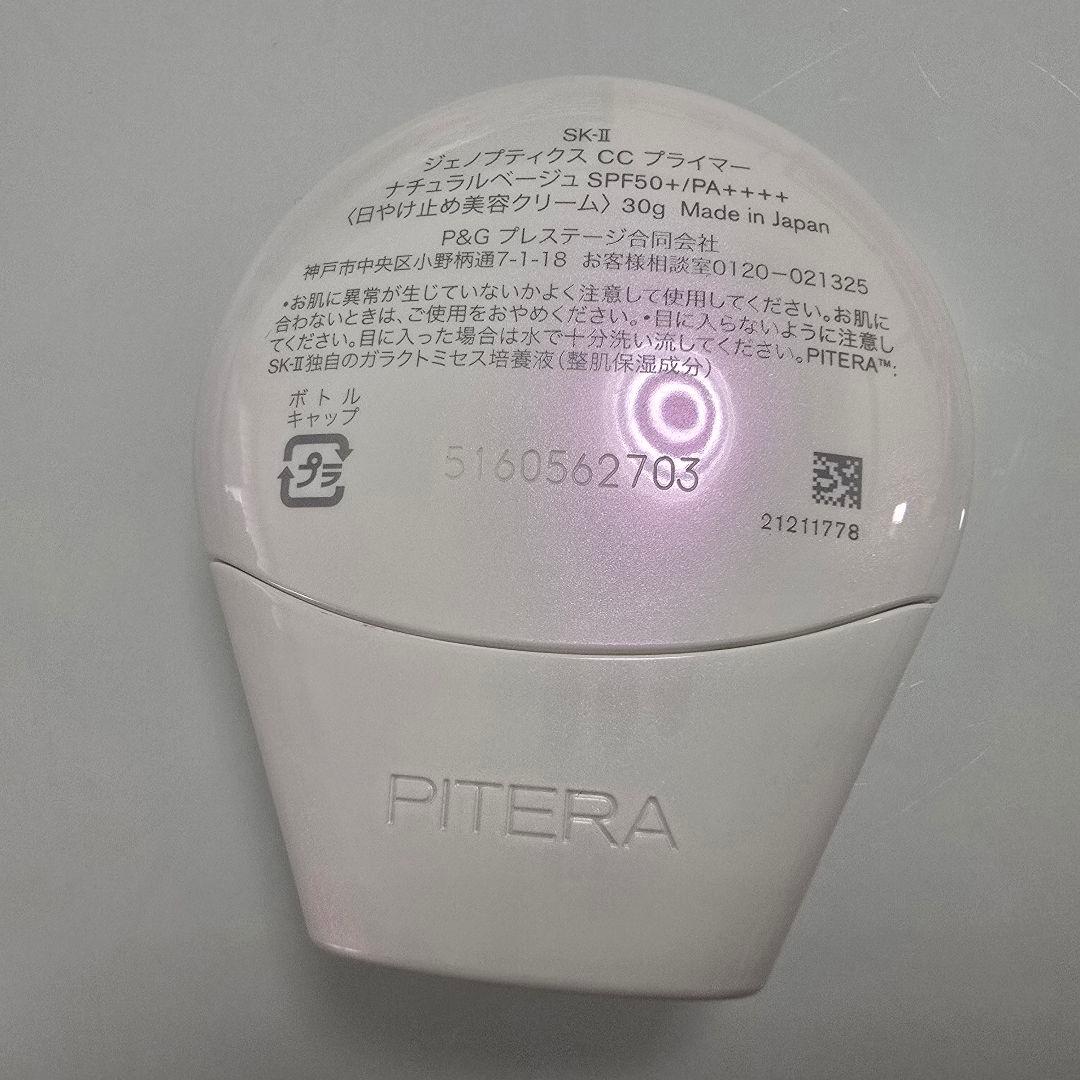 SK-Ⅱ
ジェノプティクス CC プライマー
ナチュラルベージュ SPF50+/PA++++
〈日やけ止め美容クリーム〉 30g Made in Japan
P&G プレステージ合同会社
神戸市中央区小野柄通7-1-18 お客様相談室0120-021325
•お肌に異常が生じていないかよく注意して使用してください。お肌に
合わないときは、ご使用をおやめください。•目に入らないように注意し
てください。目に入った場合は水で十分洗い流してください。PITERA™:
SK-Ⅱ独自のガラクトミセス培養液(整肌保湿成分)
ボトル
キャップ
プラ
5160562703
21211778
PITERA